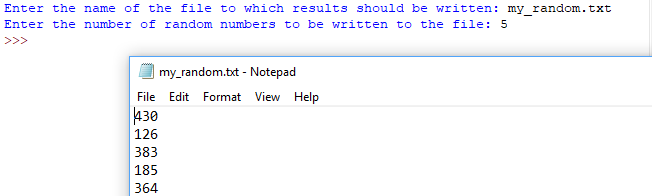 Enter the name of the file to which results should be written: my_random.txt
Enter the number of random numbers to be written to the file: 5
>>>
my_random.txt - Notepad
File Edit Format View Help
430
126
383
185
364